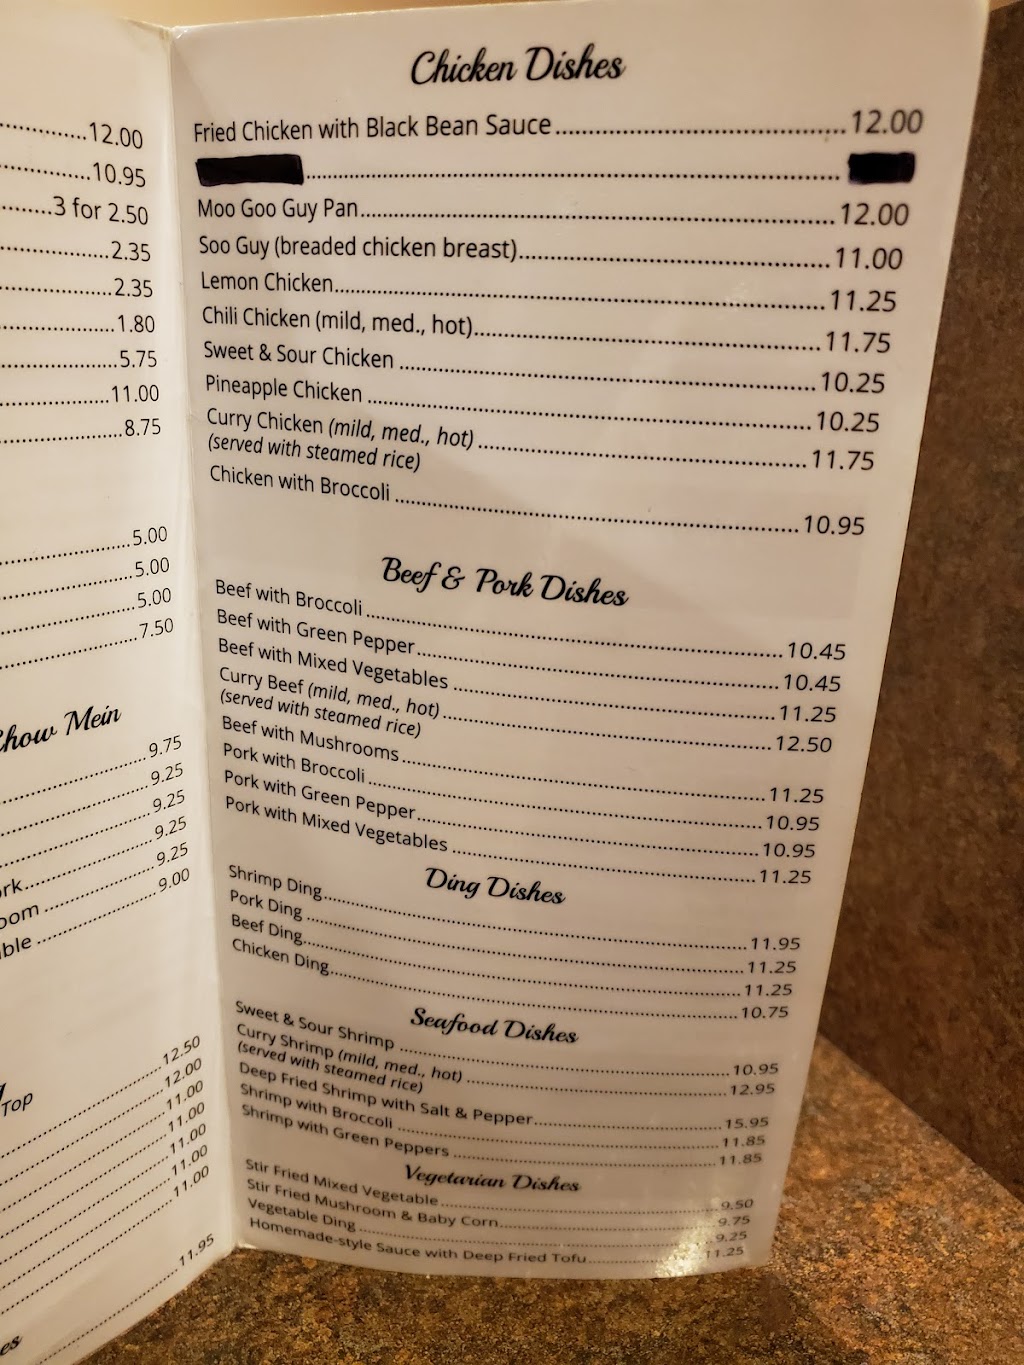 12.00
10.95
3 for 2.50
2.35
2.35
1.80
5.75
11.00
8.75
5.00
5.00
5.00
7.50
Chow Mein
9.75
9.25
9.25
9.25
9.25
9.00
Top
12.50
12.00
11.00
11.00
11.00
11.00
11.00
11.95
Chicken Dishes
Fried Chicken with Black Bean Sauce 12.00
Moo Goo Guy Pan 12.00
Soo Guy (breaded chicken breast) 11.00
Lemon Chicken 11.25
Chili Chicken (mild, med., hot) 11.75
Sweet & Sour Chicken 10.25
Pineapple Chicken 10.25
Curry Chicken (mild, med., hot) 11.75
(served with steamed rice)
Chicken with Broccoli 10.95
Beef & Pork Dishes
Beef with Broccoli 10.45
Beef with Green Pepper 10.45
Beef with Mixed Vegetables 11.25
Curry Beef (mild, med., hot) 12.50
(served with steamed rice)
Beef with Mushrooms 11.25
Pork with Broccoli 10.95
Pork with Green Pepper 10.95
Pork with Mixed Vegetables 11.25
Ding Dishes
Shrimp Ding 11.95
Pork Ding 11.25
Beef Ding 11.25
Chicken Ding 10.75
Seafood Dishes
Sweet & Sour Shrimp 10.95
Curry Shrimp (mild, med., hot) 12.95
(served with steamed rice)
Deep Fried Shrimp with Salt & Pepper 15.95
Shrimp with Broccoli 11.85
Shrimp with Green Peppers 11.85
Vegetarian Dishes
Stir Fried Mixed Vegetable 9.50
Stir Fried Mushroom & Baby Corn 9.75
Vegetable Ding 9.25
Homemade-style Sauce with Deep Fried Tofu 11.25